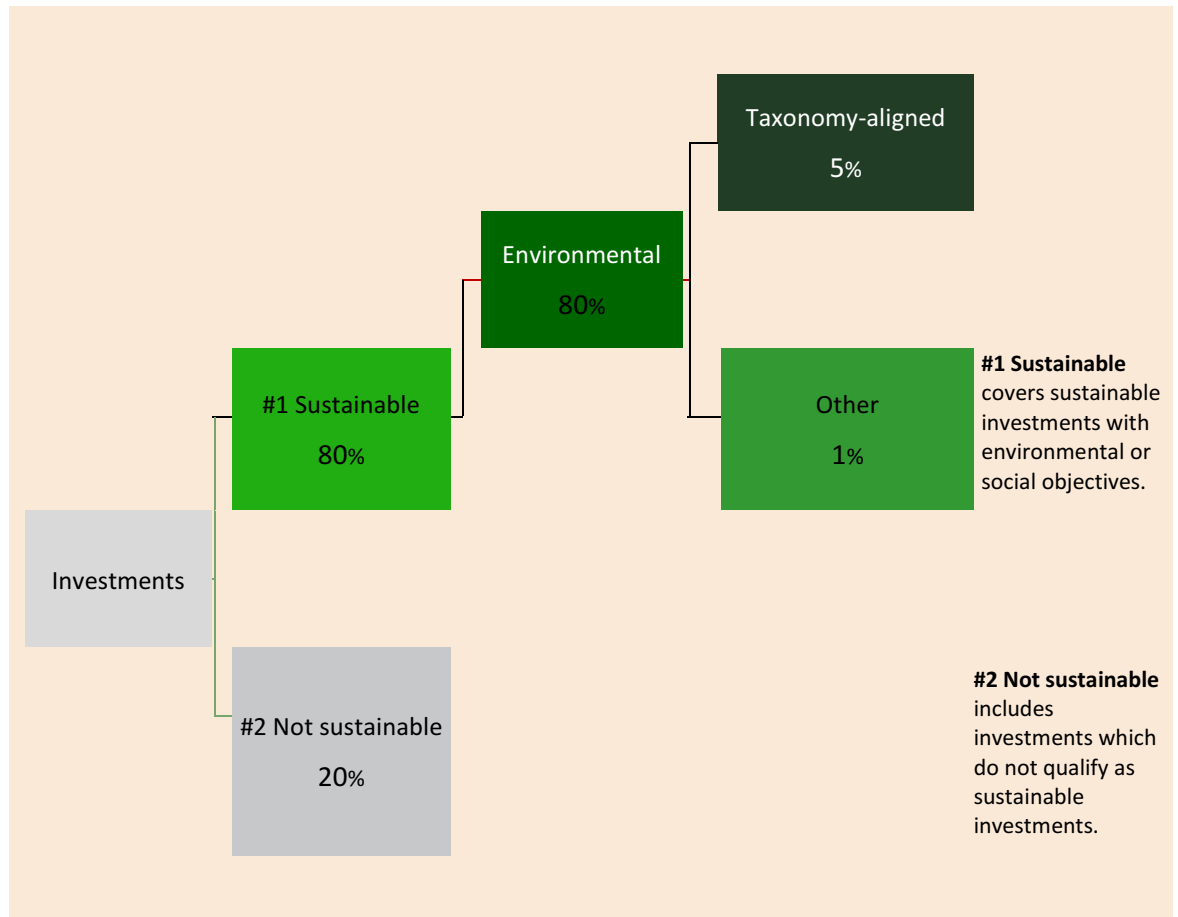 Taxonomy-aligned
5%
Environmental
80%
#1 Sustainable
80%
Other
1%
#1 Sustainable
covers sustainable
investments with
environmental or
social objectives.
Investments
#2 Not sustainable
20%
#2 Not sustainable
includes
investments which
do not qualify as
sustainable
investments.